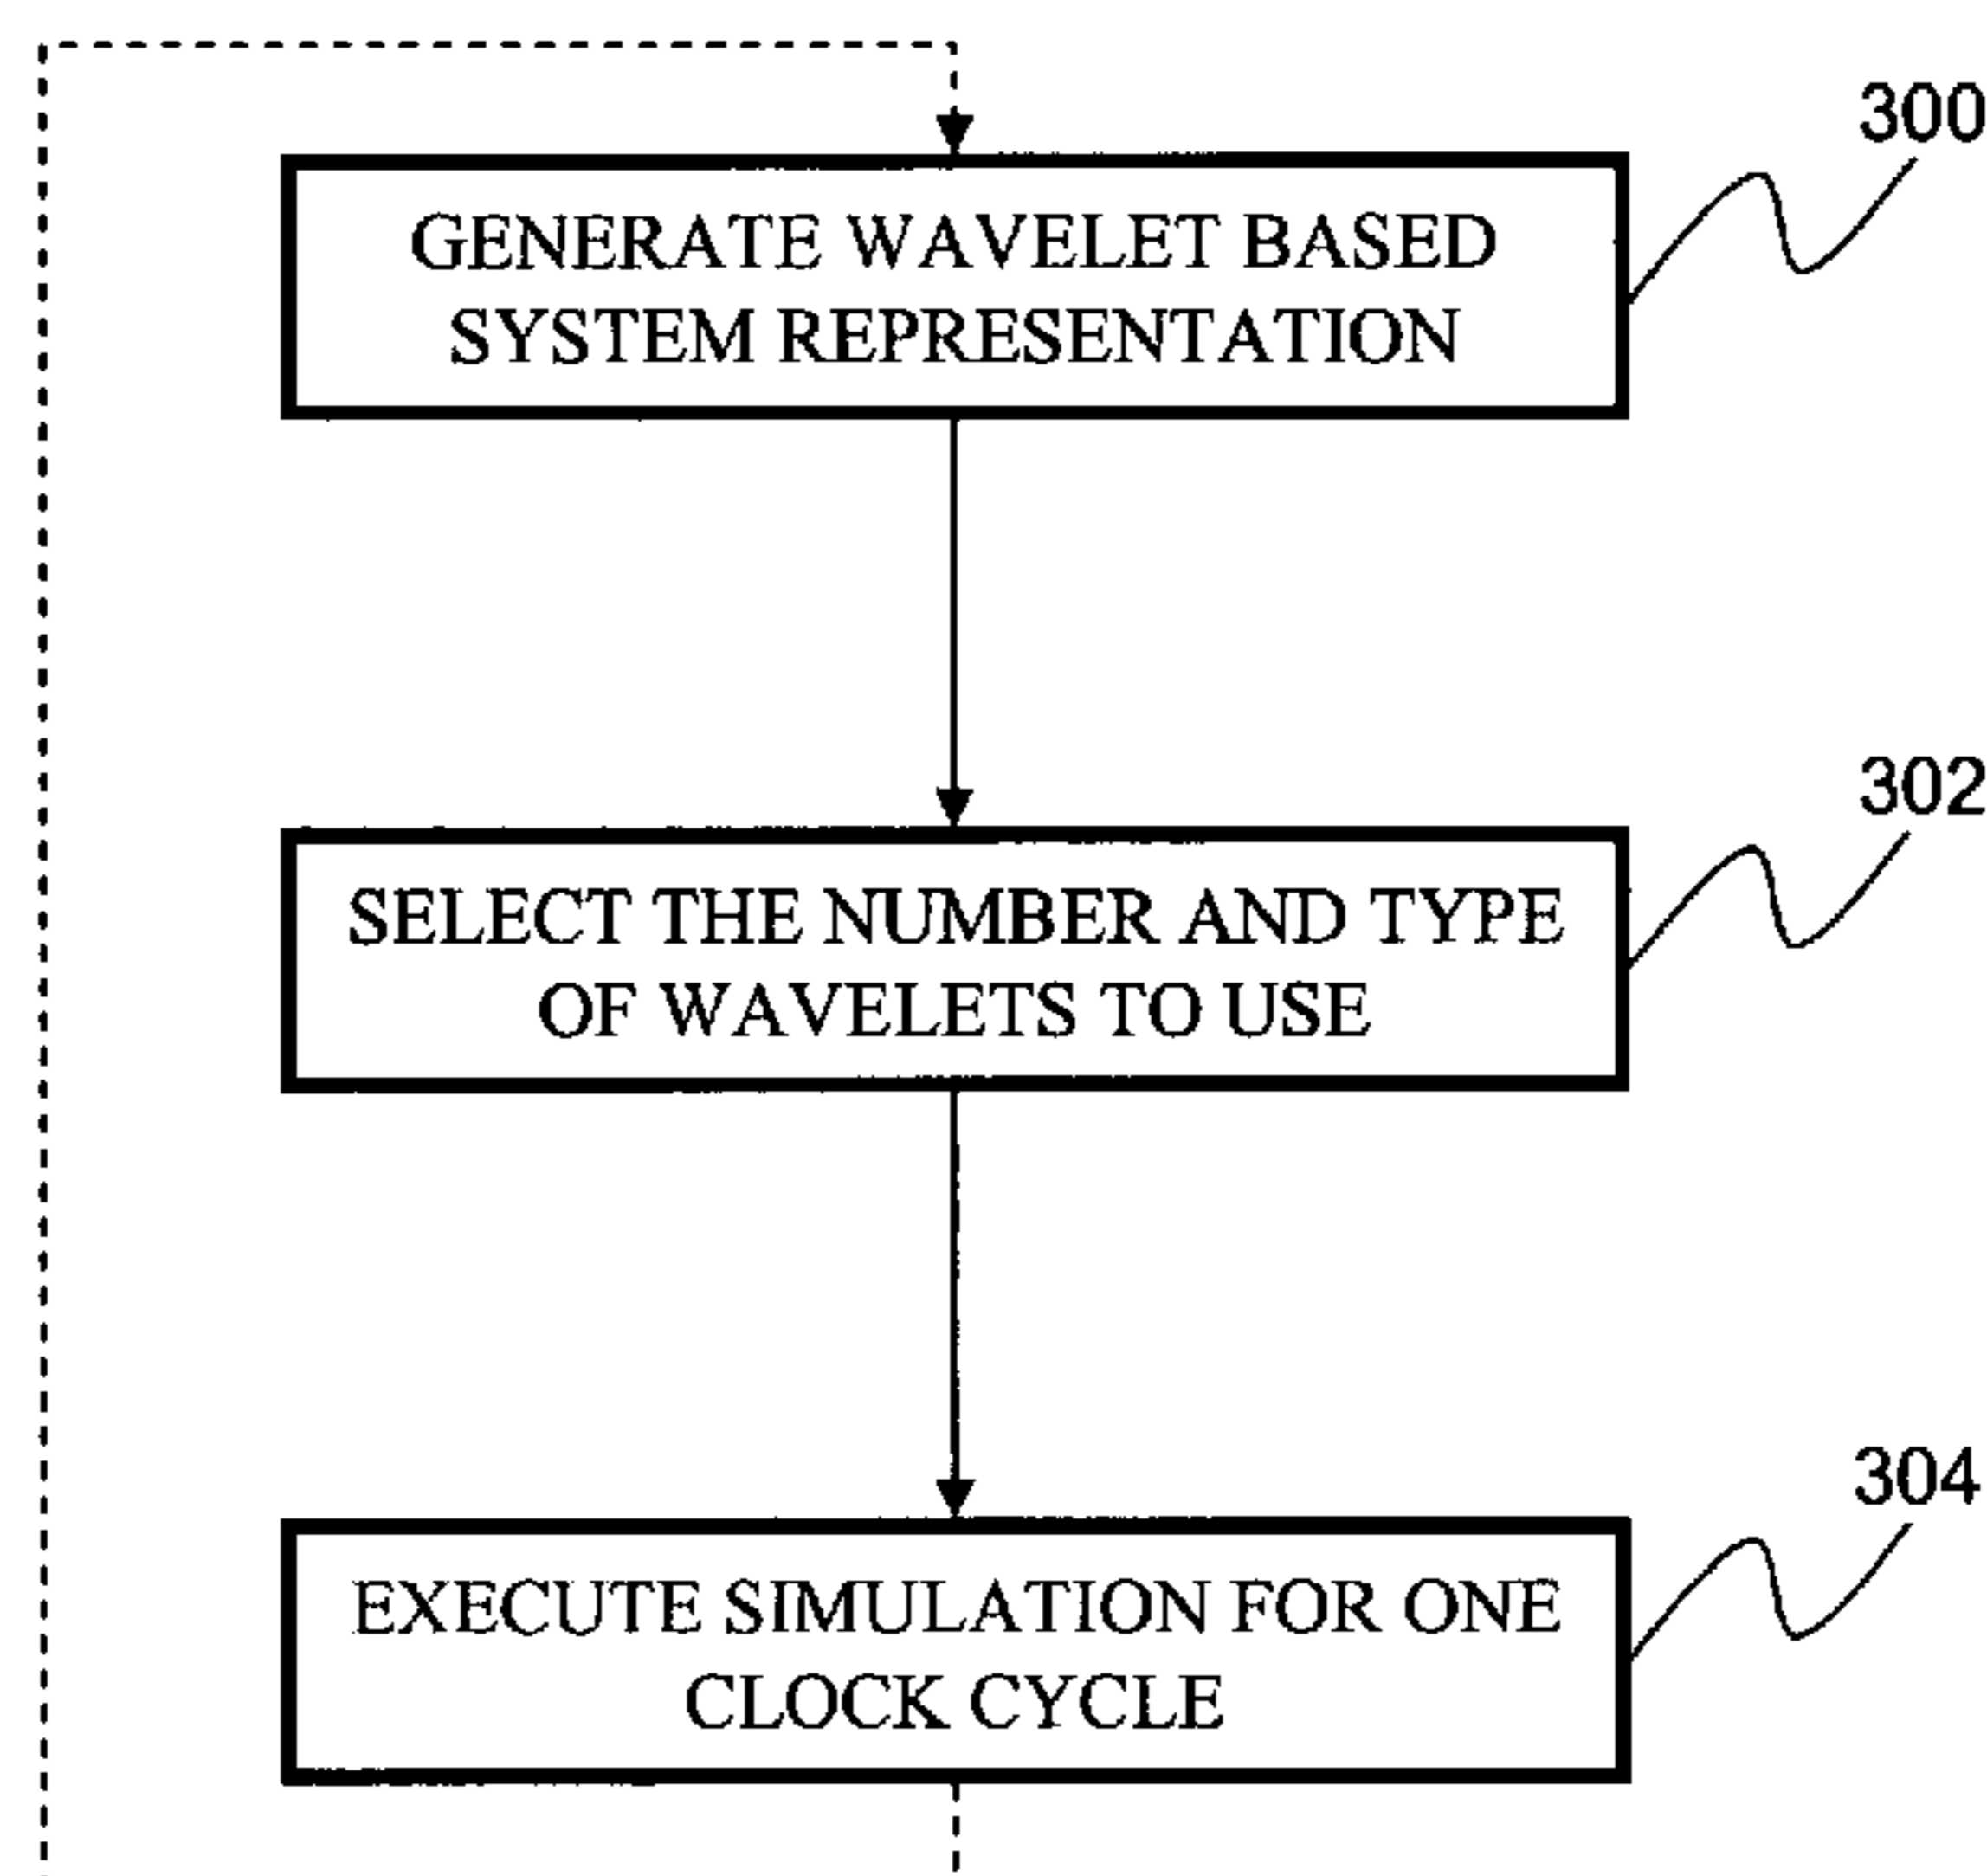 300
GENERATE WAVELET BASED
SYSTEM REPRESENTATION
302
SELECT THE NUMBER AND TYPE
OF WAVELETS TO USE
304
EXECUTE SIMULATION FOR ONE
CLOCK CYCLE